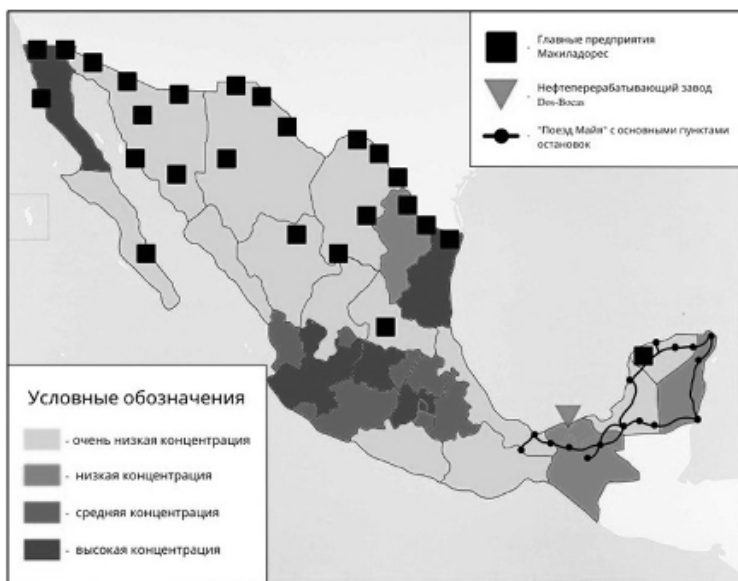 Главные предприятия
Макиладорес
Нефтеперерабатывающий завод
Dos-Bocas
"Поезд Майя" с основными пунктами
остановок
Условные обозначения
- очень низкая концентрация
- низкая концентрация
- средняя концентрация
- высокая концентрация